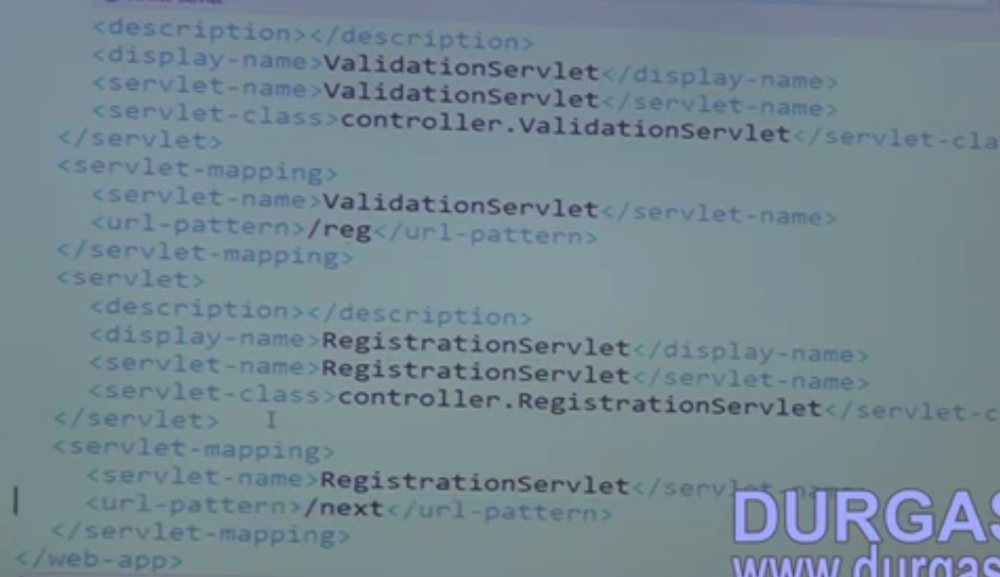 <description></description>
<display-name>ValidationServlet</display-name>
<servlet-name>ValidationServlet</servlet-name>
<servlet-class>controller.ValidationServlet</servlet-cla
</servlet>
<servlet-mapping>
<servlet-name>ValidationServlet</servlet-name>
<url-pattern>/reg</url-pattern>
</servlet-mapping>
<servlet>
<description></description>
<display-name>RegistrationServlet</display-name>
<servlet-name>RegistrationServlet</servlet-name>
<servlet-class>controller.RegistrationServlet</servlet-c
</servlet>
<servlet-mapping>
<servlet-name>RegistrationServlet</servlet-name
<url-pattern>/next</url-pattern>
</servlet-mapping>
</web-app>
DURGAS
www.durgas